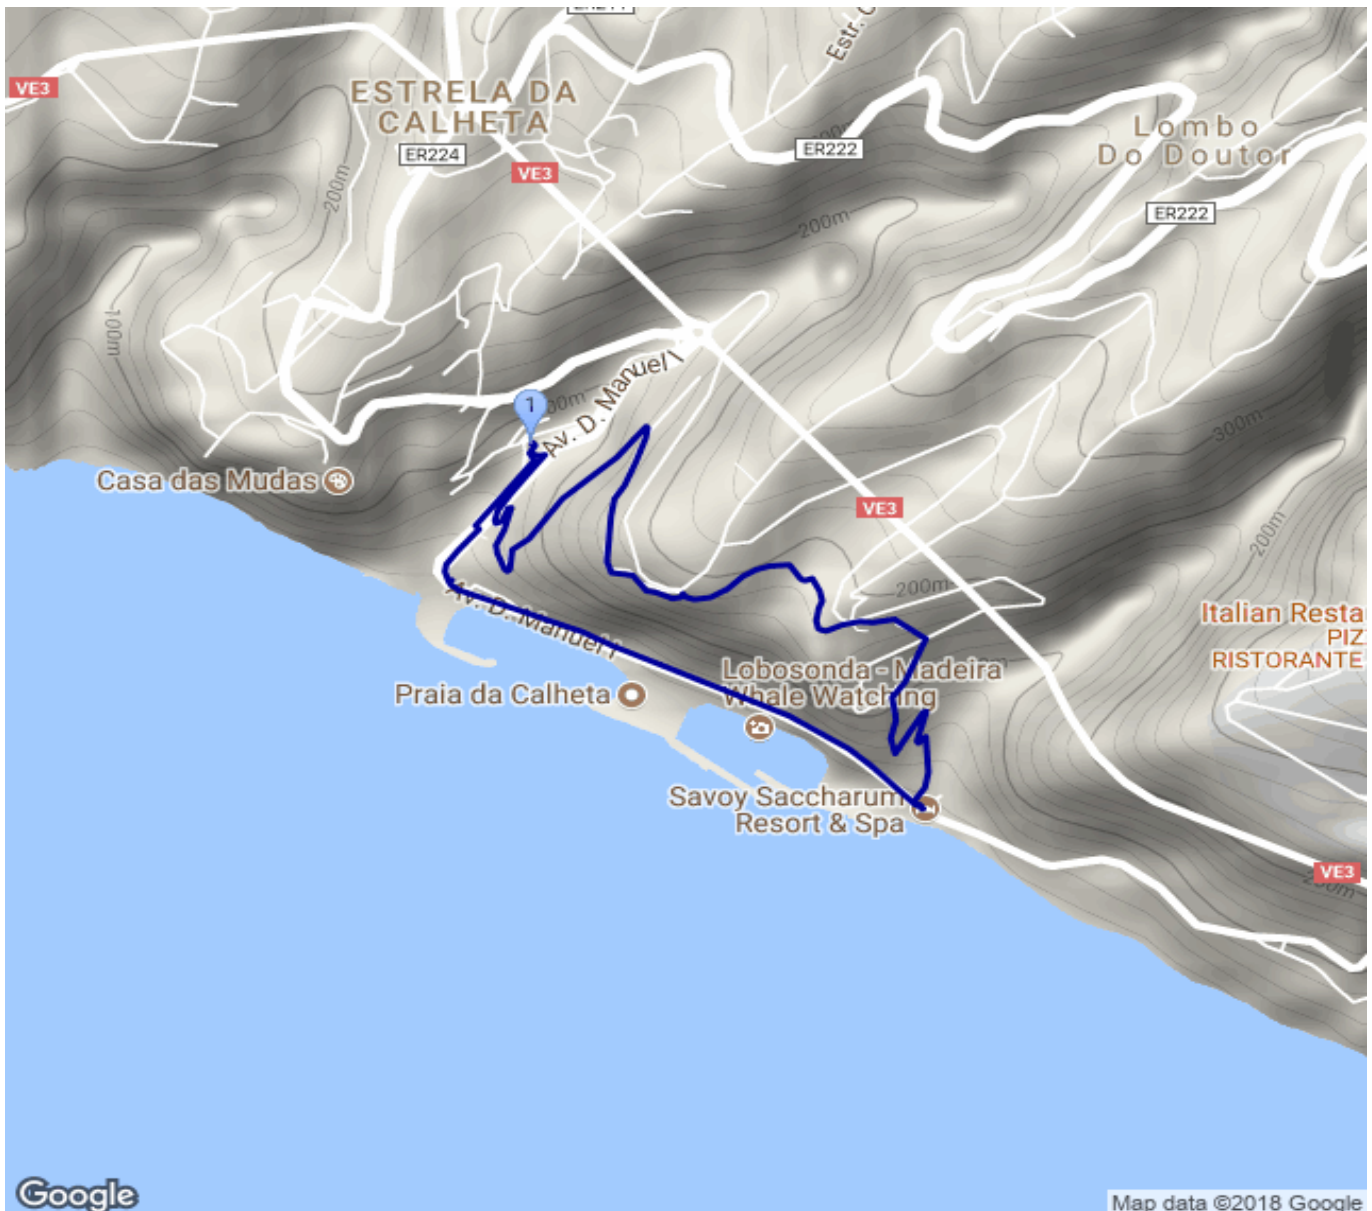 Estr. C
VE3
ESTRELA DA
CALHETA
ER224
VE3
200m
ER222
Lombo
Do Doutor
ER222
200m
200m
100m
Av. D. Manuel I
1
Casa das Mudas
300m
VE3
200m
200m
Av. D. Manuel I
Italian Resta
PIZ
RISTORANTE
Lobosonda - Madeira
Whale Watching
Praia da Calheta
Savoy Saccharum
Resort & Spa
VE3
Google
Map data ©2018 Google